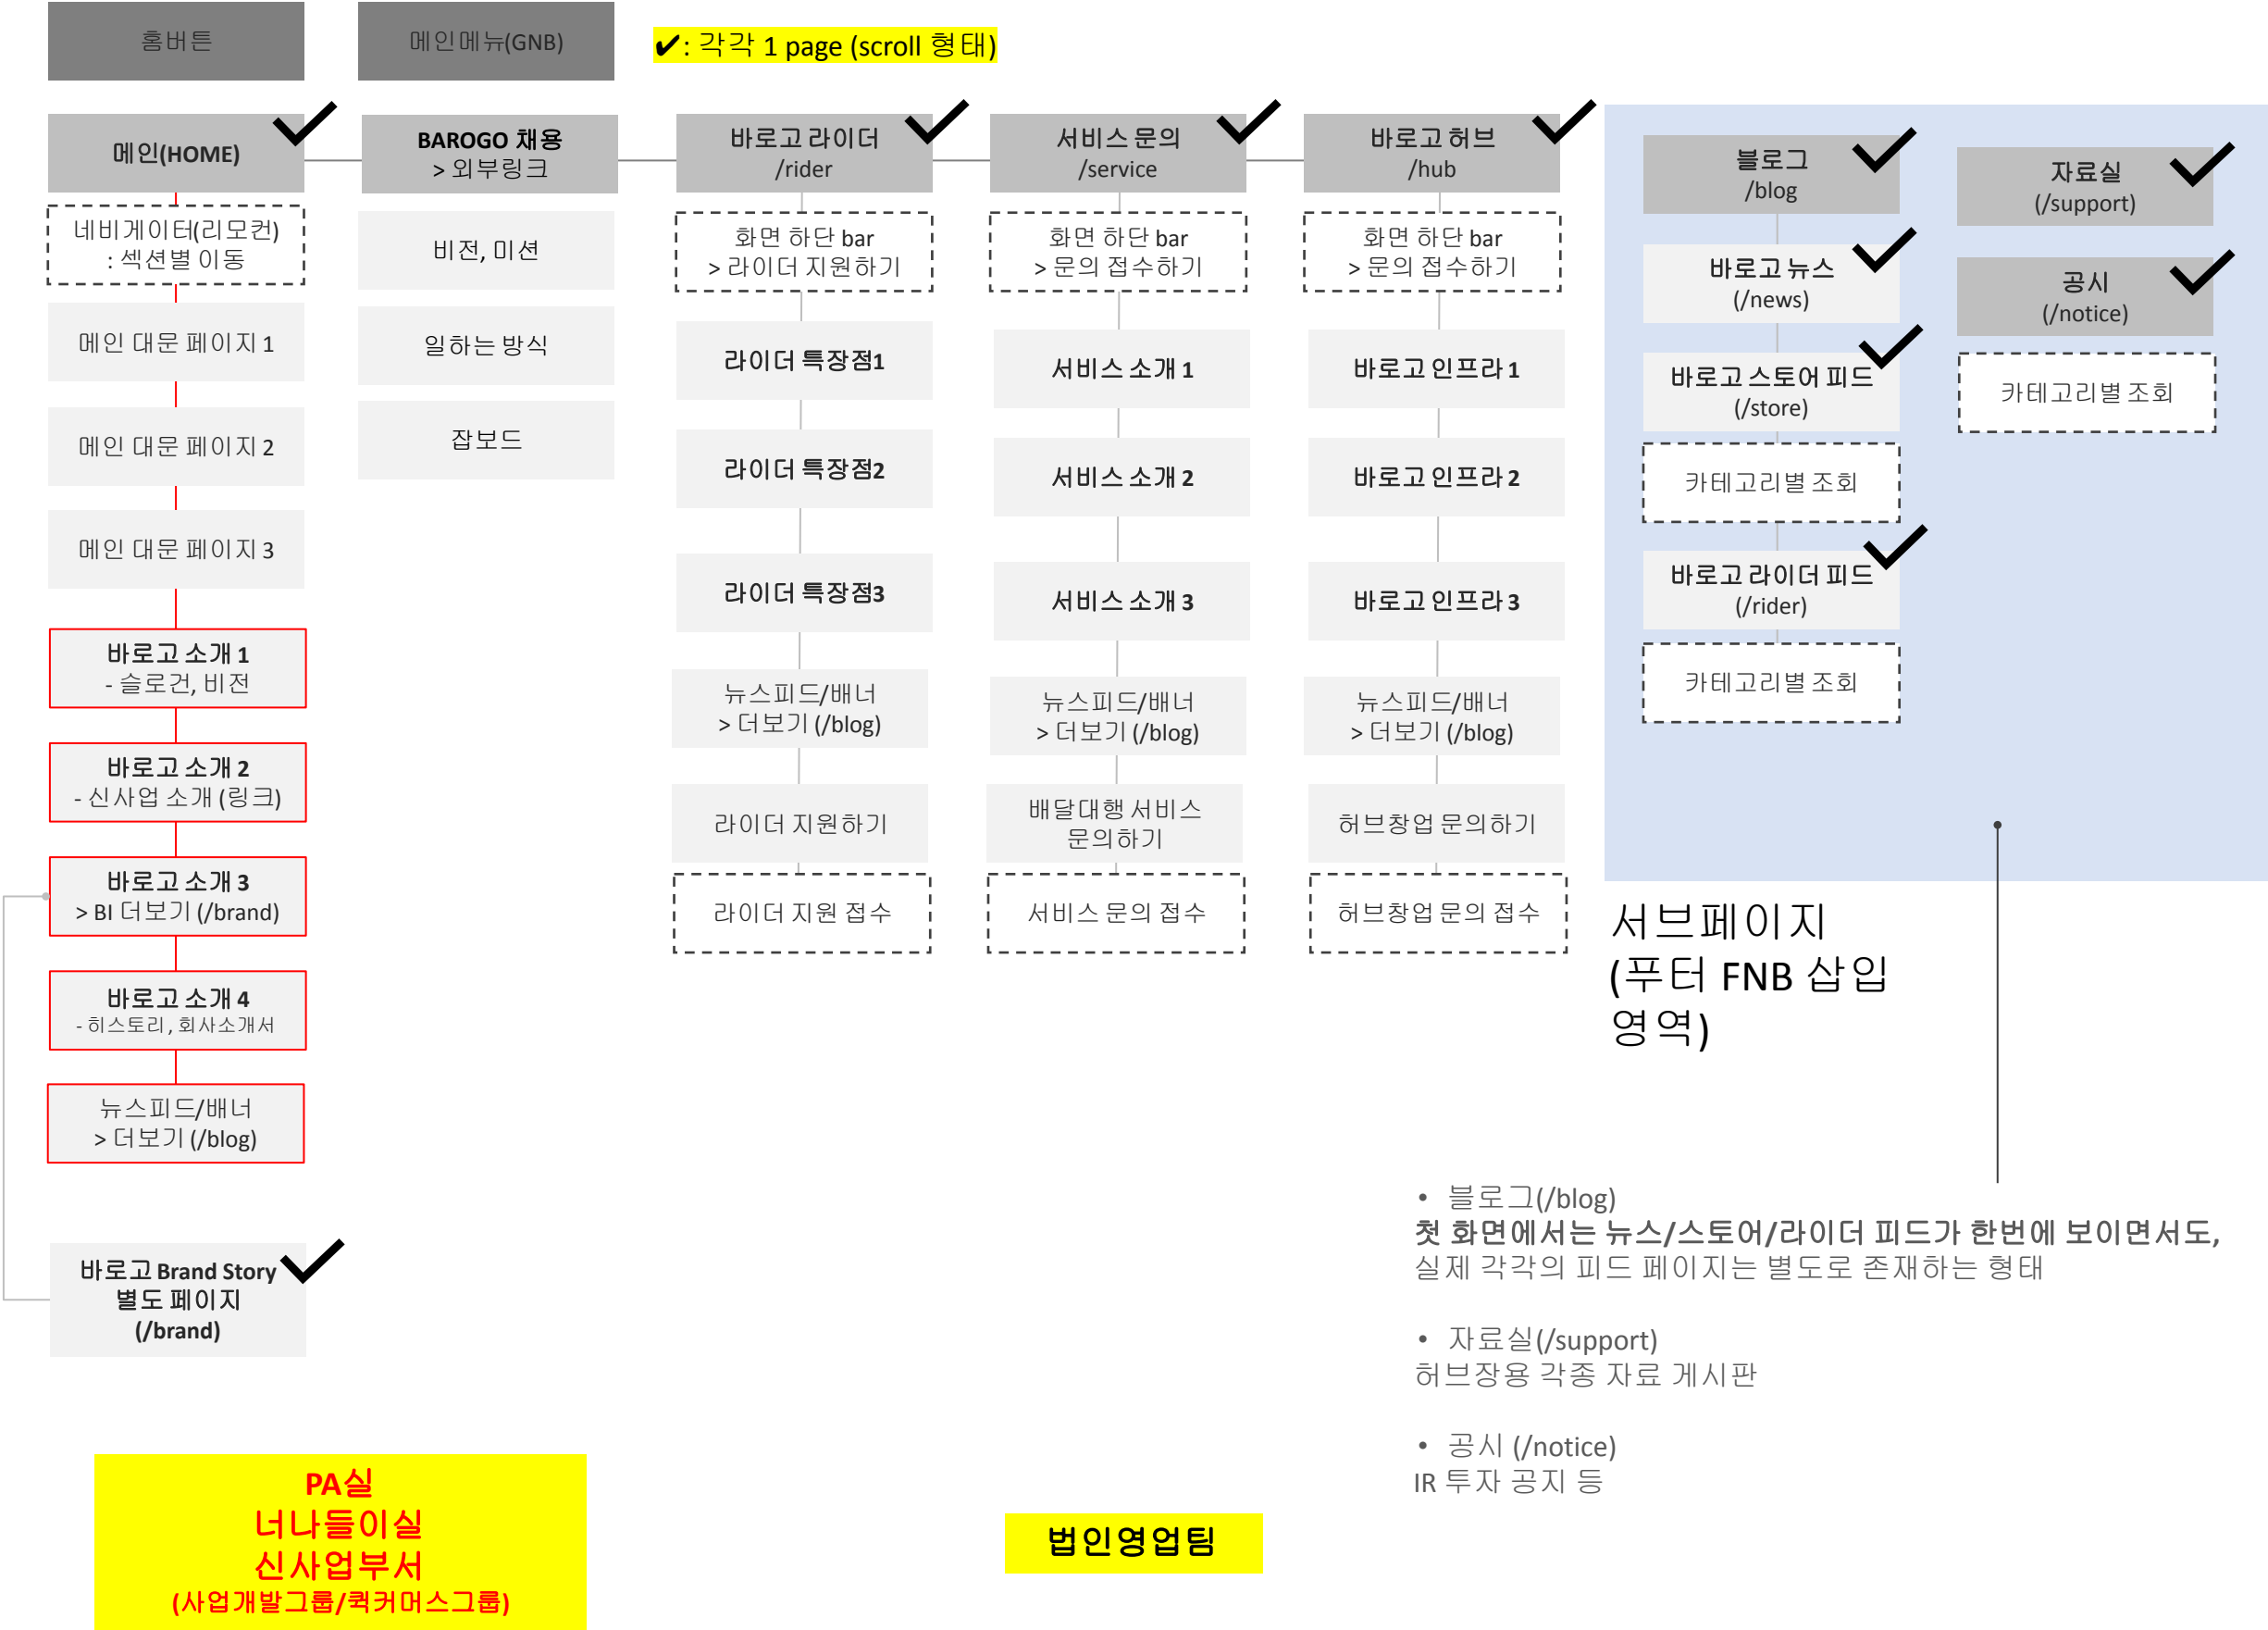 홈버튼
메인메뉴(GNB)
✔: 각각 1 page (scroll 형태)
메인(HOME)
네비게이터(리모컨)
: 섹션별 이동
메인 대문 페이지 1
메인 대문 페이지 2
메인 대문 페이지 3
바로고 소개 1
- 슬로건, 비전
바로고 소개 2
- 신사업 소개 (링크)
바로고 소개 3
> BI 더보기 (/brand)
바로고 소개 4
- 히스토리, 회사소개서
뉴스피드/배너
> 더보기 (/blog)
바로고 Brand Story
별도 페이지
(/brand)
BAROGO 채용
> 외부링크
비전, 미션
일하는 방식
잡보드
바로고 라이더
/rider
화면 하단 bar
> 라이더 지원하기
라이더 특장점1
라이더 특장점2
라이더 특장점3
뉴스피드/배너
> 더보기 (/blog)
라이더 지원하기
라이더 지원 접수
서비스 문의
/service
화면 하단 bar
> 문의 접수하기
서비스 소개 1
서비스 소개 2
서비스 소개 3
뉴스피드/배너
> 더보기 (/blog)
배달대행 서비스
문의하기
서비스 문의 접수
바로고 허브
/hub
화면 하단 bar
> 문의 접수하기
바로고 인프라 1
바로고 인프라 2
바로고 인프라 3
뉴스피드/배너
> 더보기 (/blog)
허브창업 문의하기
허브창업 문의 접수
블로그
/blog
바로고 뉴스
(/news)
바로고 스토어 피드
(/store)
카테고리별 조회
바로고 라이더 피드
(/rider)
카테고리별 조회
자료실
(/support)
공시
(/notice)
카테고리별 조회
서브페이지
(푸터 FNB 삽입
영역)
• 블로그(/blog)
첫 화면에서는 뉴스/스토어/라이더 피드가 한번에 보이면서도,
실제 각각의 피드 페이지는 별도로 존재하는 형태
• 자료실(/support)
허브장용 각종 자료 게시판
• 공시 (/notice)
IR 투자 공지 등
PA실
너나들이실
신사업부서
(사업개발그룹/퀵커머스그룹)
법인영업팀